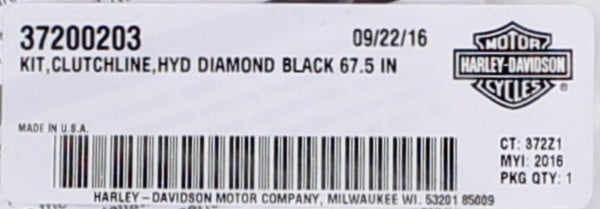 37200203 09/22/16
KIT,CLUTCHLINE,HYD DIAMOND BLACK 67.5 IN
MOTOR
HARLEY-DAVIDSON
CYCLES
®
MADE IN U.S.A.
CT: 372Z1
MYI: 2016
PKG QTY: 1
HARLEY-DAVIDSON MOTOR COMPANY, MILWAUKEE WI. 53201 85009